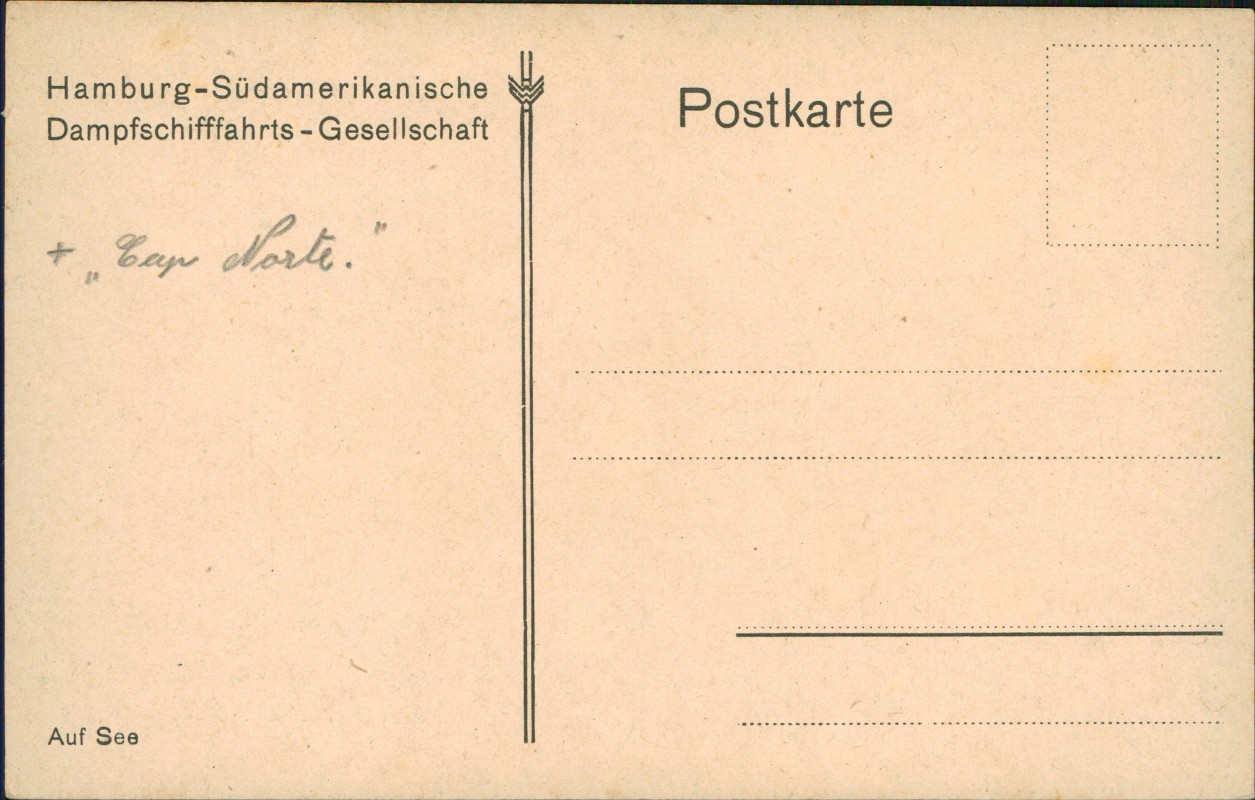 Hamburg-Südamerikanische
Dampfschifffahrts-Gesellschaft
+ „Cap Norte."
Postkarte
Auf See